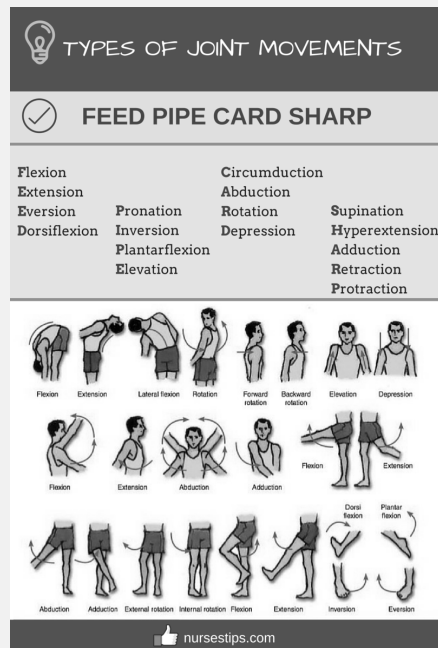 TYPES OF JOINT MOVEMENTS
FEED PIPE CARD SHARP
Flexion
Extension
Eversion
Dorsiflexion
Pronation
Inversion
Plantarflexion
Elevation
Circumduction
Abduction
Rotation
Depression
Supination
Hyperextension
Adduction
Retraction
Protraction
Flexion
Extension
Lateral flexion
Rotation
Forward
rotation
Backward
rotation
Elevation
Depression
Flexion
Extension
Abduction
Adduction
Flexion
Extension
Abduction
Adduction
External rotation
Internal rotation
Flexion
Extension
Dorsi
flexion
Plantar
flexion
Inversion
Eversion
nursestips.com